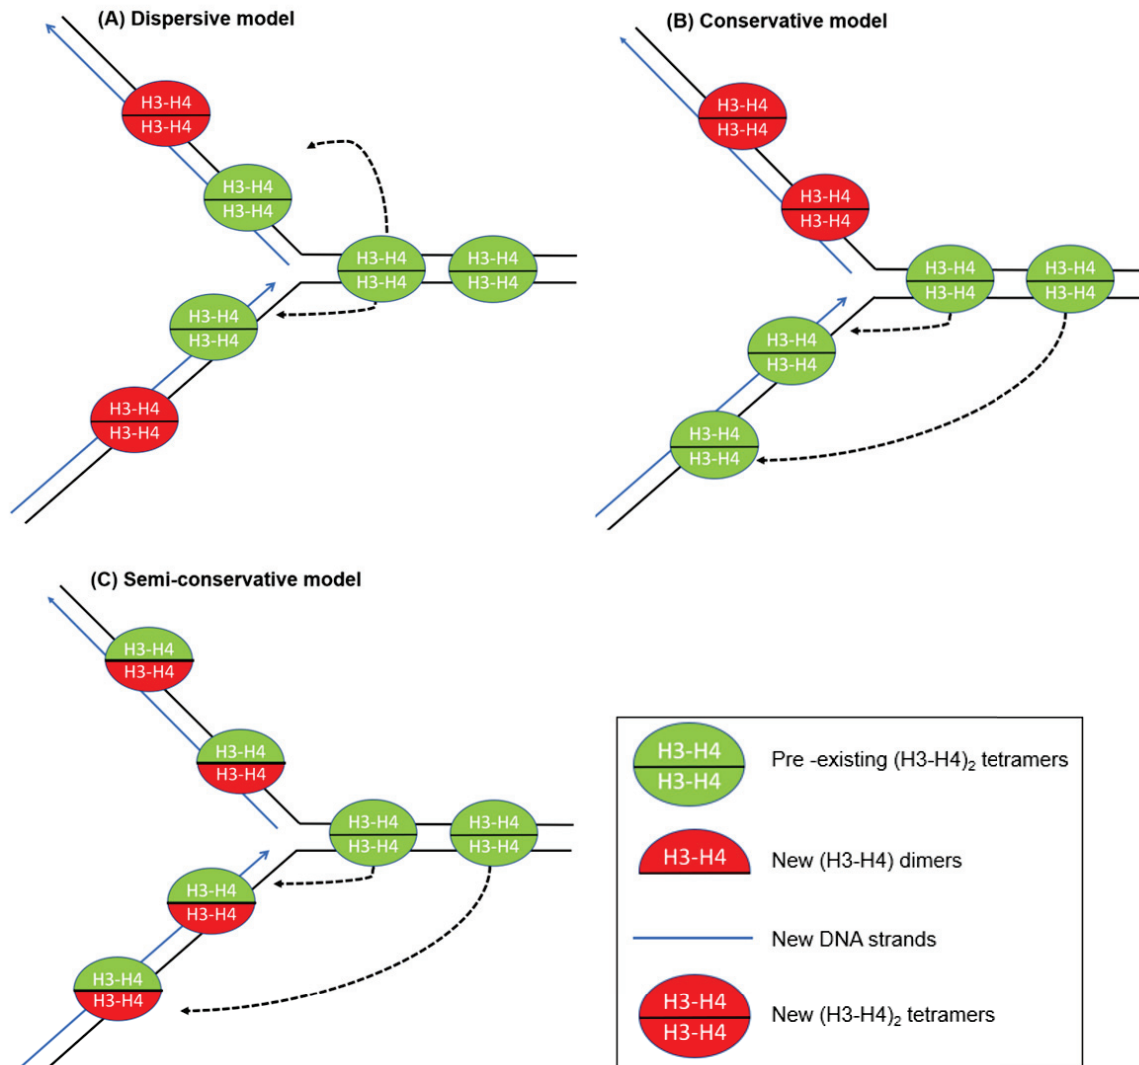 (A) Dispersive model
H3-H4
H3-H4
H3-H4
H3-H4
H3-H4
H3-H4
H3-H4
H3-H4
H3-H4
H3-H4
H3-H4
H3-H4
(B) Conservative model
H3-H4
H3-H4
H3-H4
H3-H4
H3-H4
H3-H4
H3-H4
H3-H4
H3-H4
H3-H4
H3-H4
H3-H4
(C) Semi-conservative model
H3-H4
H3-H4
H3-H4
H3-H4
H3-H4
H3-H4
H3-H4
H3-H4
H3-H4
H3-H4
H3-H4
H3-H4
H3-H4
H3-H4
Pre -existing (H3-H4)₂ tetramers
H3-H4
New (H3-H4) dimers
New DNA strands
H3-H4
H3-H4
New (H3-H4)₂ tetramers